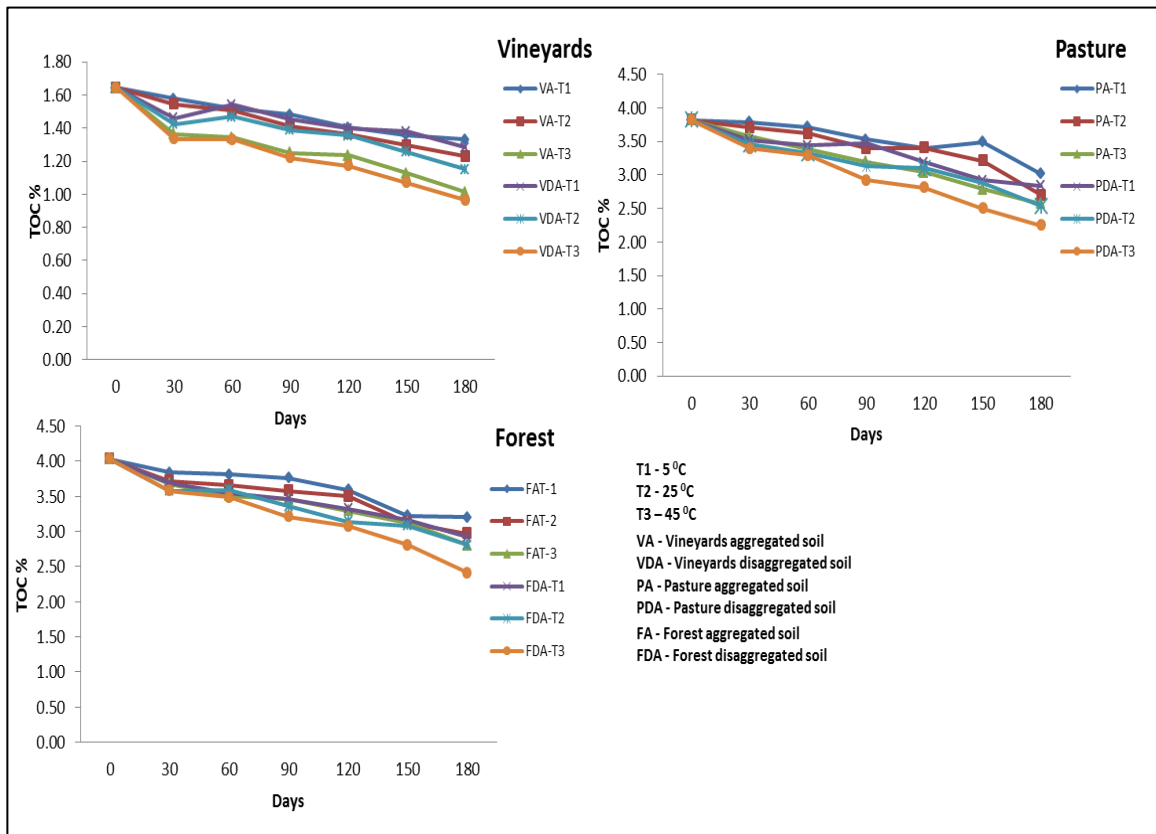 Vineyards
1.80
1.60
1.40
1.20
1.00
0.80
0.60
0.40
0.20
0.00
TOC %
0 30 60 90 120 150 180
Days
VA-T1
VA-T2
VA-T3
VDA-T1
VDA-T2
VDA-T3
Pasture
4.50
4.00
3.50
3.00
2.50
2.00
1.50
1.00
0.50
0.00
TOC %
0 30 60 90 120 150 180
Days
PA-T1
PA-T2
PA-T3
PDA-T1
PDA-T2
PDA-T3
Forest
4.50
4.00
3.50
3.00
2.50
2.00
1.50
1.00
0.50
0.00
TOC %
0 30 60 90 120 150 180
Days
FAT-1
FAT-2
FAT-3
FDA-T1
FDA-T2
FDA-T3
T1 - 5 ⁰C
T2 - 25 ⁰C
T3 – 45 ⁰C
VA - Vineyards aggregated soil
VDA - Vineyards disaggregated soil
PA - Pasture aggregated soil
PDA - Pasture disaggregated soil
FA - Forest aggregated soil
FDA - Forest disaggregated soil